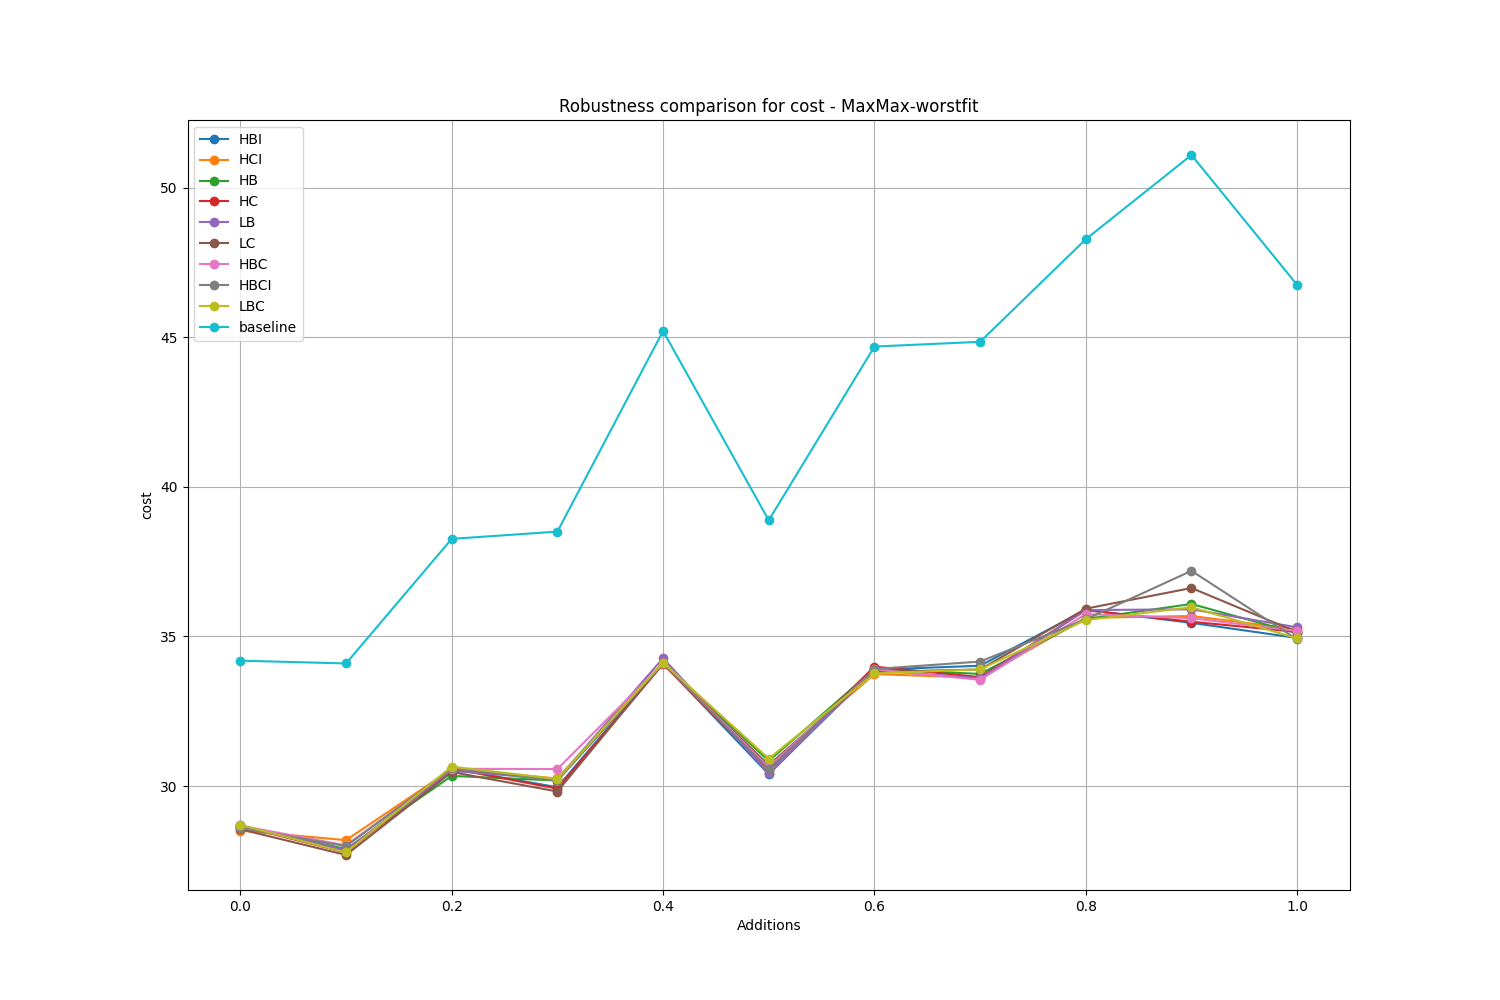 Robustness comparison for cost - MaxMax-worstfit
HBI
HCI
HB
HC
LB
LC
HBC
HBCI
LBC
baseline
50
45
40
35
30
cost
0.0 0.2 0.4 0.6 0.8 1.0
Additions